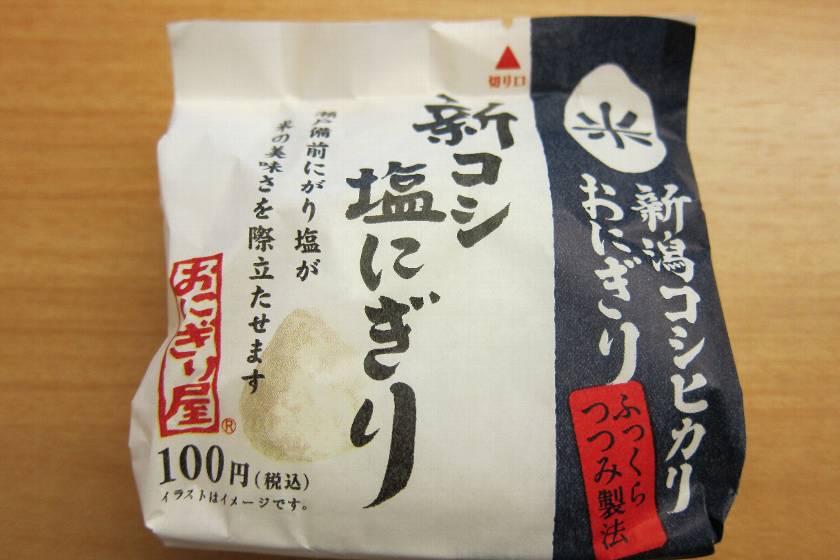 切り口
米
新潟コシヒカリ
おにぎり
ふっくら
つつみ製法
新コシ
塩にぎり
瀬戸備前にがり塩が
米の美味さを際立たせます
おにぎり屋®
100円(税込)
イラストはイメージです。